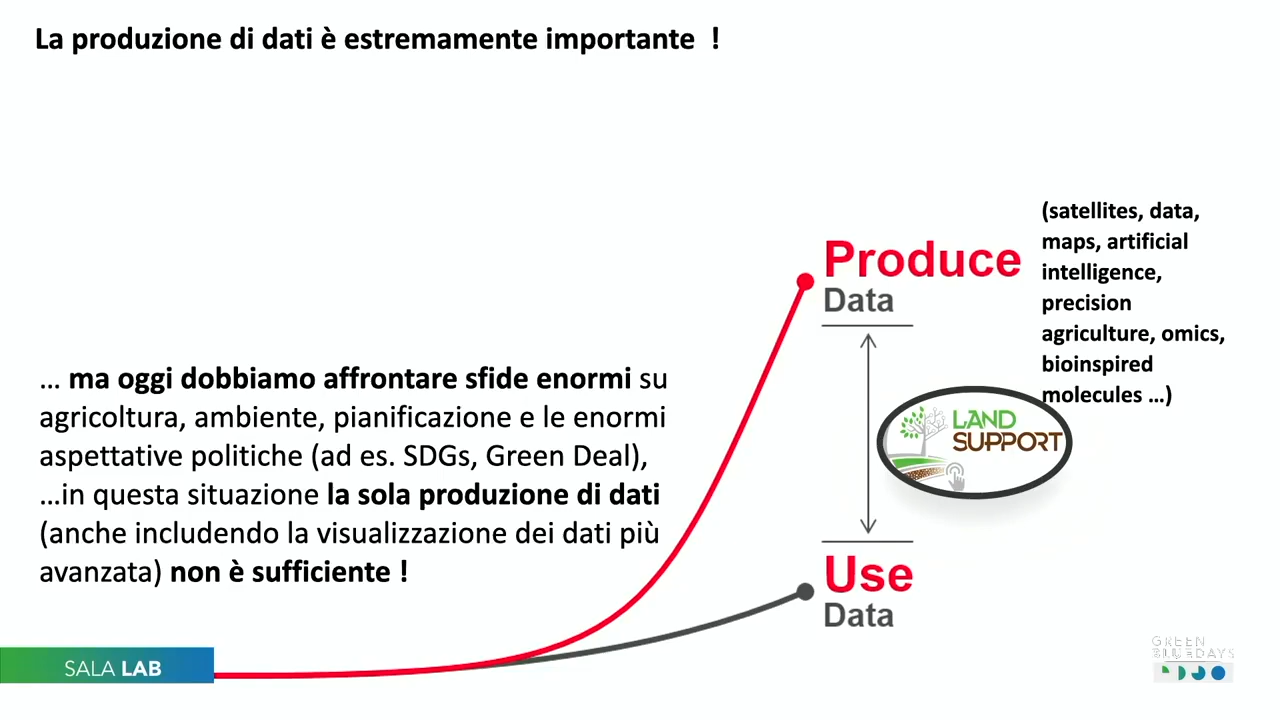 La produzione di dati è estremamente importante !
(satellites, data,
maps, artificial
intelligence,
precision
agriculture, omics,
bioinspired
molecules ...)
Produce
Data
LAND
SUPPORT
Use
Data
... ma oggi dobbiamo affrontare sfide enormi su
agricoltura, ambiente, pianificazione e le enormi
aspettative politiche (ad es. SDGs, Green Deal),
...in questa situazione la sola produzione di dati
(anche includendo la visualizzazione dei dati più
avanzata) non è sufficiente !
SALA LAB
GREEN
BLUEDAYS